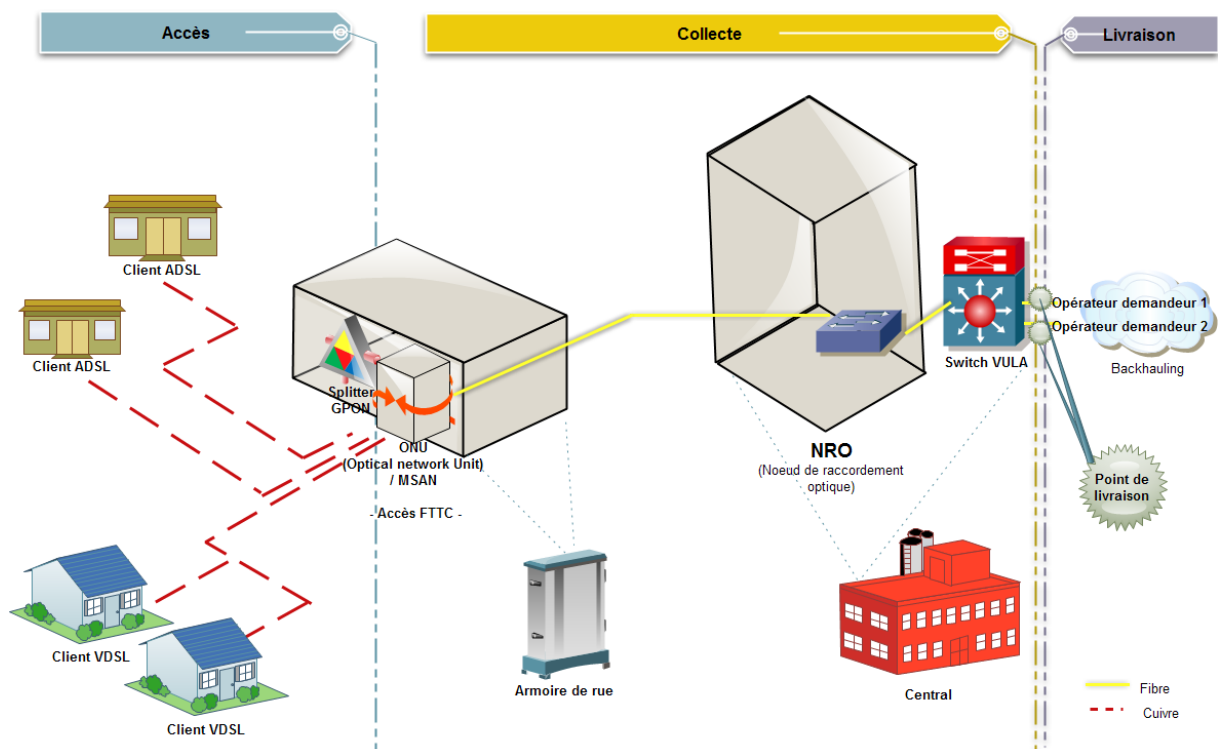 Accès
Collecte
Livraison
Client ADSL
Client ADSL
Splitter
GPON
ONU
(Optical network Unit)
/ MSAN
- Accès FTTC -
NRO
(Noeud de raccordement
optique)
Switch VULA
Opérateur demandeur 1
Opérateur demandeur 2
Backhauling
Point de
livraison
Client VDSL
Client VDSL
Armoire de rue
Central
Fibre
Cuivre